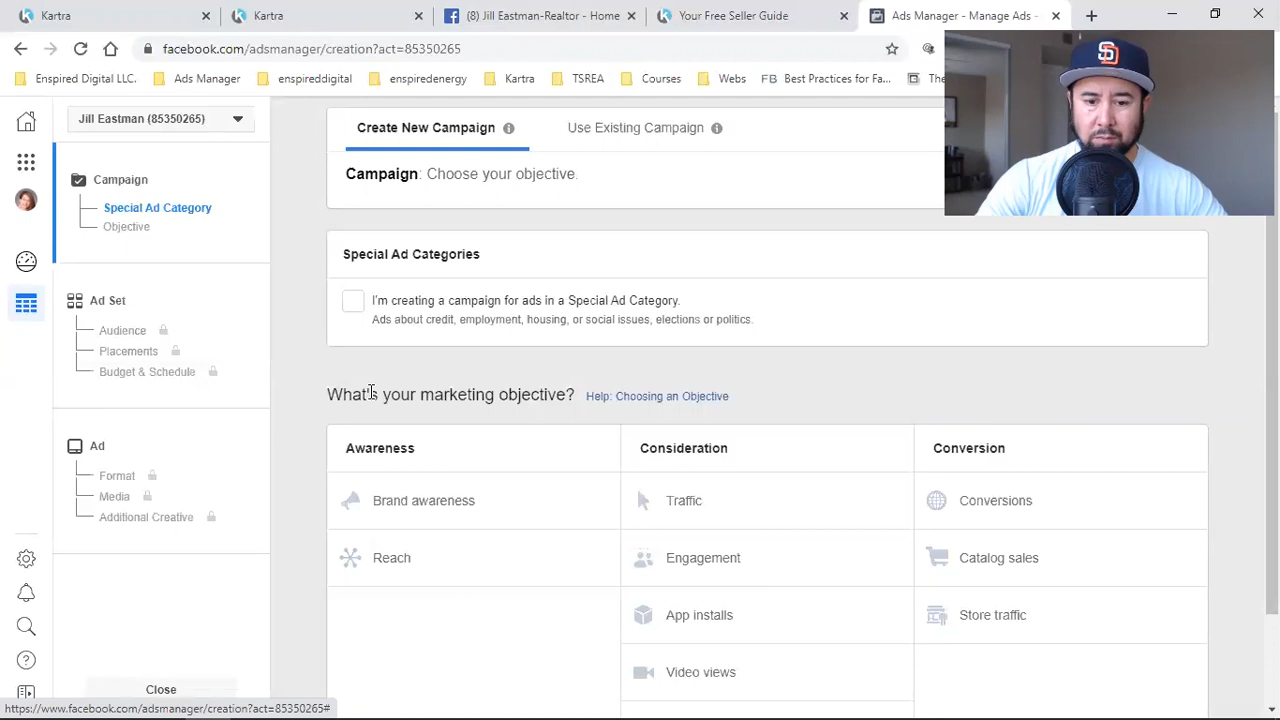 Kartra
Kartra
(8) Jill Eastman-Realtor - Home
Your Free Seller Guide
Ads Manager - Manage Ads -
facebook.com/adsmanager/creation?act=85350265
Enspired Digital LLC.
Ads Manager
enspireddigital
enspiredenergy
Kartra
TSREA
Courses
Webs
FB Best Practices for Fa...
The
SD
Jill Eastman (85350265)
Create New Campaign
Use Existing Campaign
Campaign: Choose your objective.
Campaign
Special Ad Category
Objective
Special Ad Categories
I'm creating a campaign for ads in a Special Ad Category.
Ads about credit, employment, housing, or social issues, elections or politics.
Ad Set
Audience
Placements
Budget & Schedule
What's your marketing objective? Help: Choosing an Objective
Ad
Format
Media
Additional Creative
Awareness
Consideration
Conversion
Brand awareness
Traffic
Conversions
Reach
Engagement
Catalog sales
App installs
Store traffic
Video views
Close
https://www.facebook.com/adsmanager/creation?act=85350265#